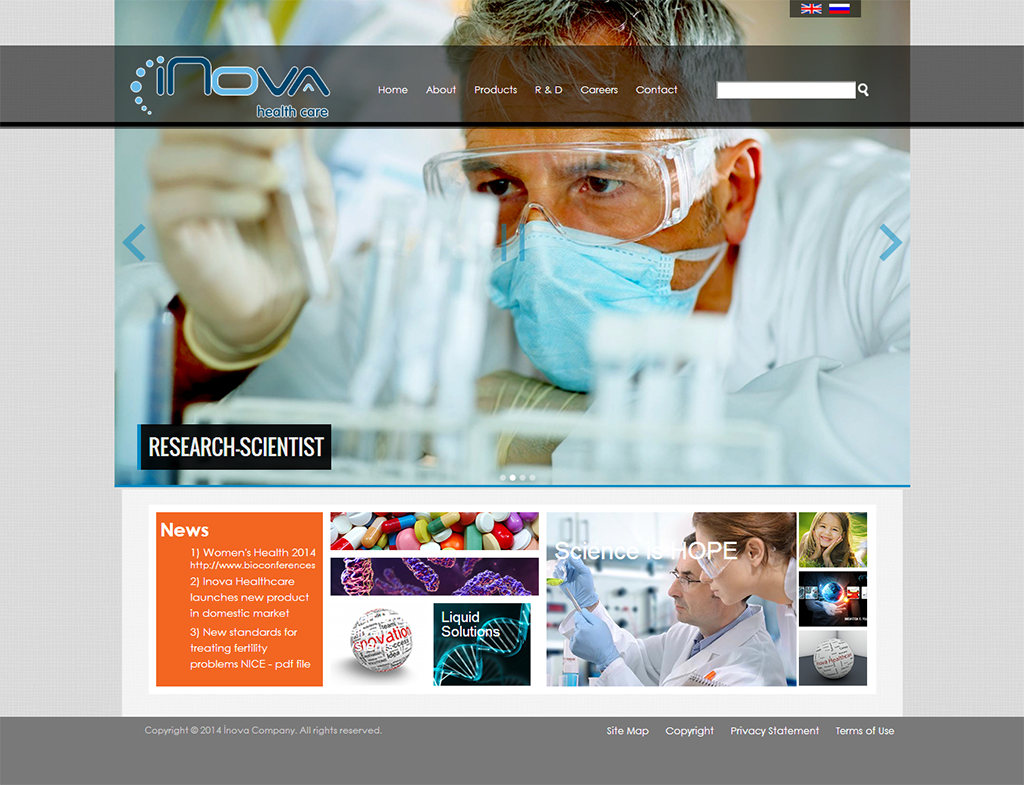 iNova
health care
Home About Products R & D Careers Contact
RESEARCH-SCIENTIST
News
1) Women's Health 2014
http://www.bioconferences
2) Inova Healthcare
launches new product
in domestic market
3) New standards for
treating fertility
problems NICE - pdf file
Liquid
Solutions
Science is HOPE
Copyright © 2014 İnova Company. All rights reserved.
Site Map Copyright Privacy Statement Terms of Use